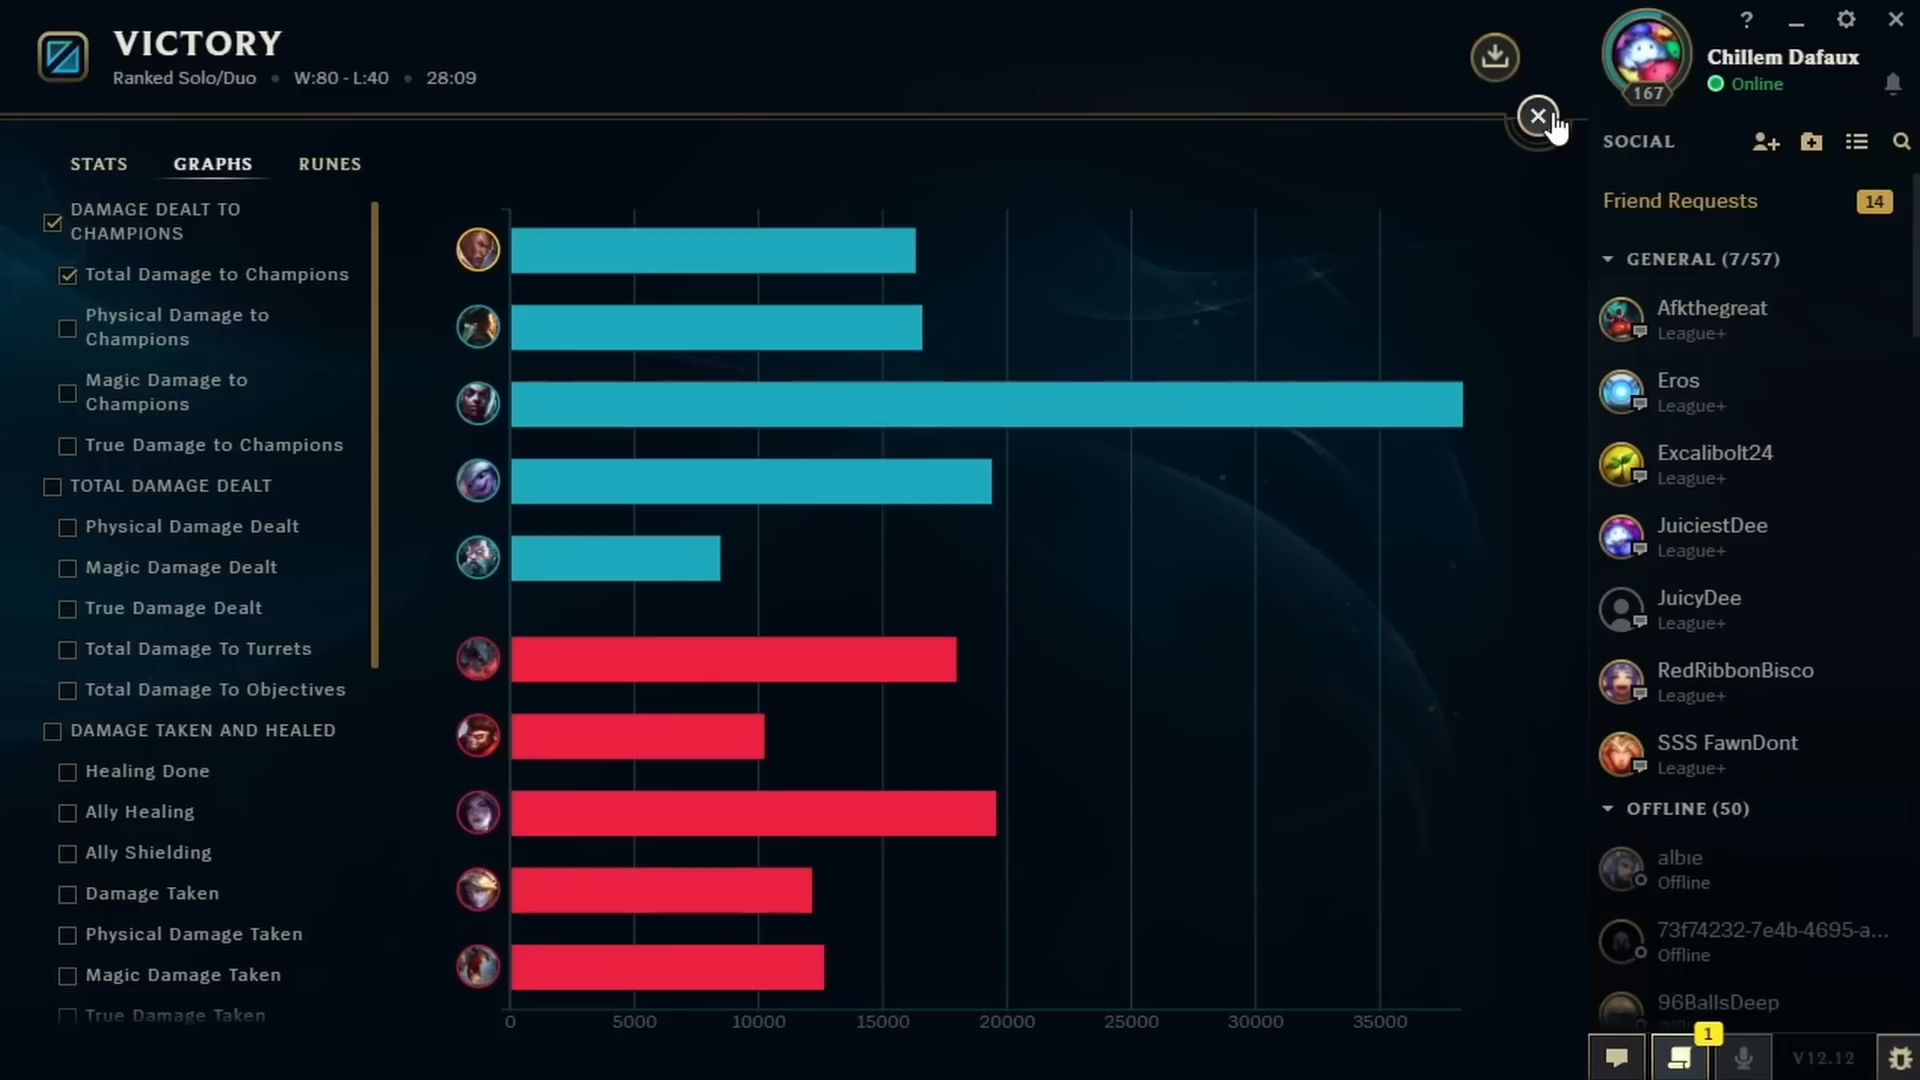 VICTORY
Ranked Solo/Duo • W:80 - L:40 • 28:09
?
Chillem Dafaux
Online
167
STATS GRAPHS RUNES
DAMAGE DEALT TO
CHAMPIONS
Total Damage to Champions
Physical Damage to
Champions
Magic Damage to
Champions
True Damage to Champions
TOTAL DAMAGE DEALT
Physical Damage Dealt
Magic Damage Dealt
True Damage Dealt
Total Damage To Turrets
Total Damage To Objectives
DAMAGE TAKEN AND HEALED
Healing Done
Ally Healing
Ally Shielding
Damage Taken
Physical Damage Taken
Magic Damage Taken
True Damage Taken
0 5000 10000 15000 20000 25000 30000 35000
SOCIAL
Friend Requests 14
GENERAL (7/57)
Afkthegreat
League+
Eros
League+
Excalibolt24
League+
JuiciestDee
League+
JuicyDee
League+
RedRibbonBisco
League+
SSS FawnDont
League+
OFFLINE (50)
albie
Offline
73f74232-7e4b-4695-a...
Offline
96BallsDeep
1
V12.12